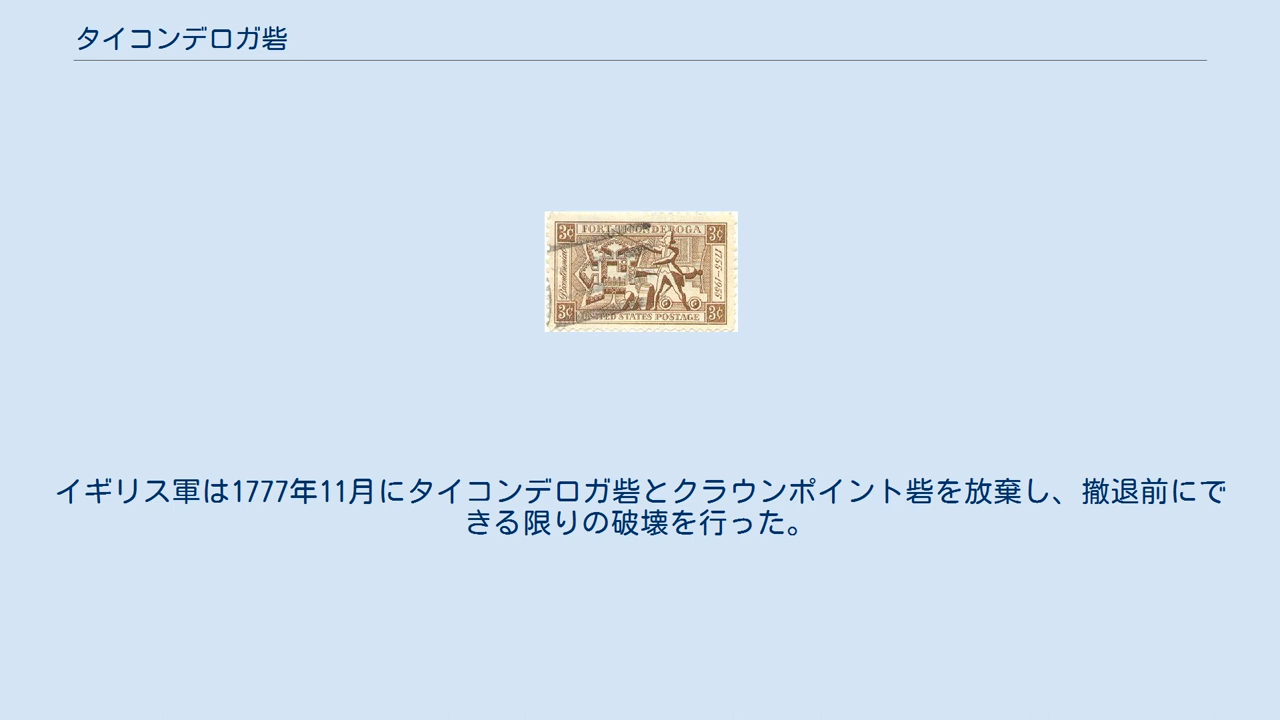 タイコンデロガ砦
3¢ FORT TICONDEROGA 3¢
1755-1955
3¢ UNITED STATES POSTAGE 3¢
イギリス軍は1777年11月にタイコンデロガ砦とクラウンポイント砦を放棄し、撤退前にで
きる限りの破壊を行った。